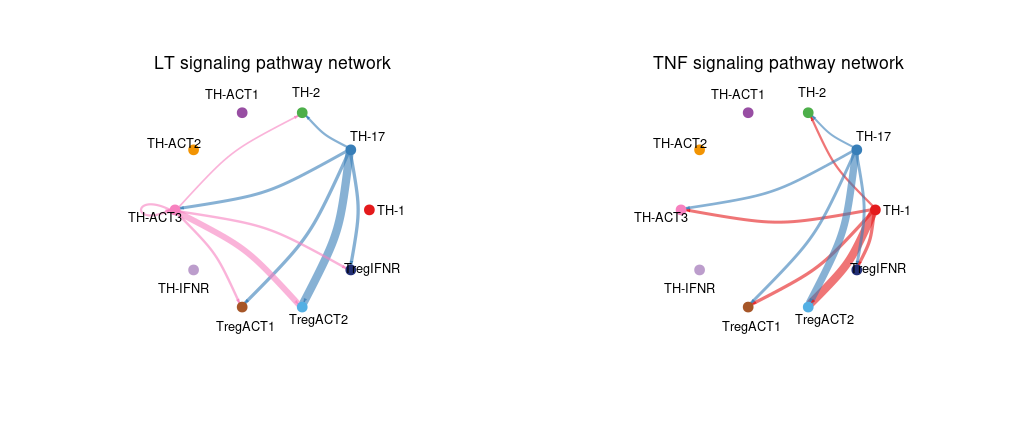 LT signaling pathway network
TH-ACT1
TH-2
TH-ACT2
TH-17
TH-ACT3
TH-1
TH-IFNR
TregIFNR
TregACT1
TregACT2
TNF signaling pathway network
TH-ACT1
TH-2
TH-ACT2
TH-17
TH-ACT3
TH-1
TH-IFNR
TregIFNR
TregACT1
TregACT2